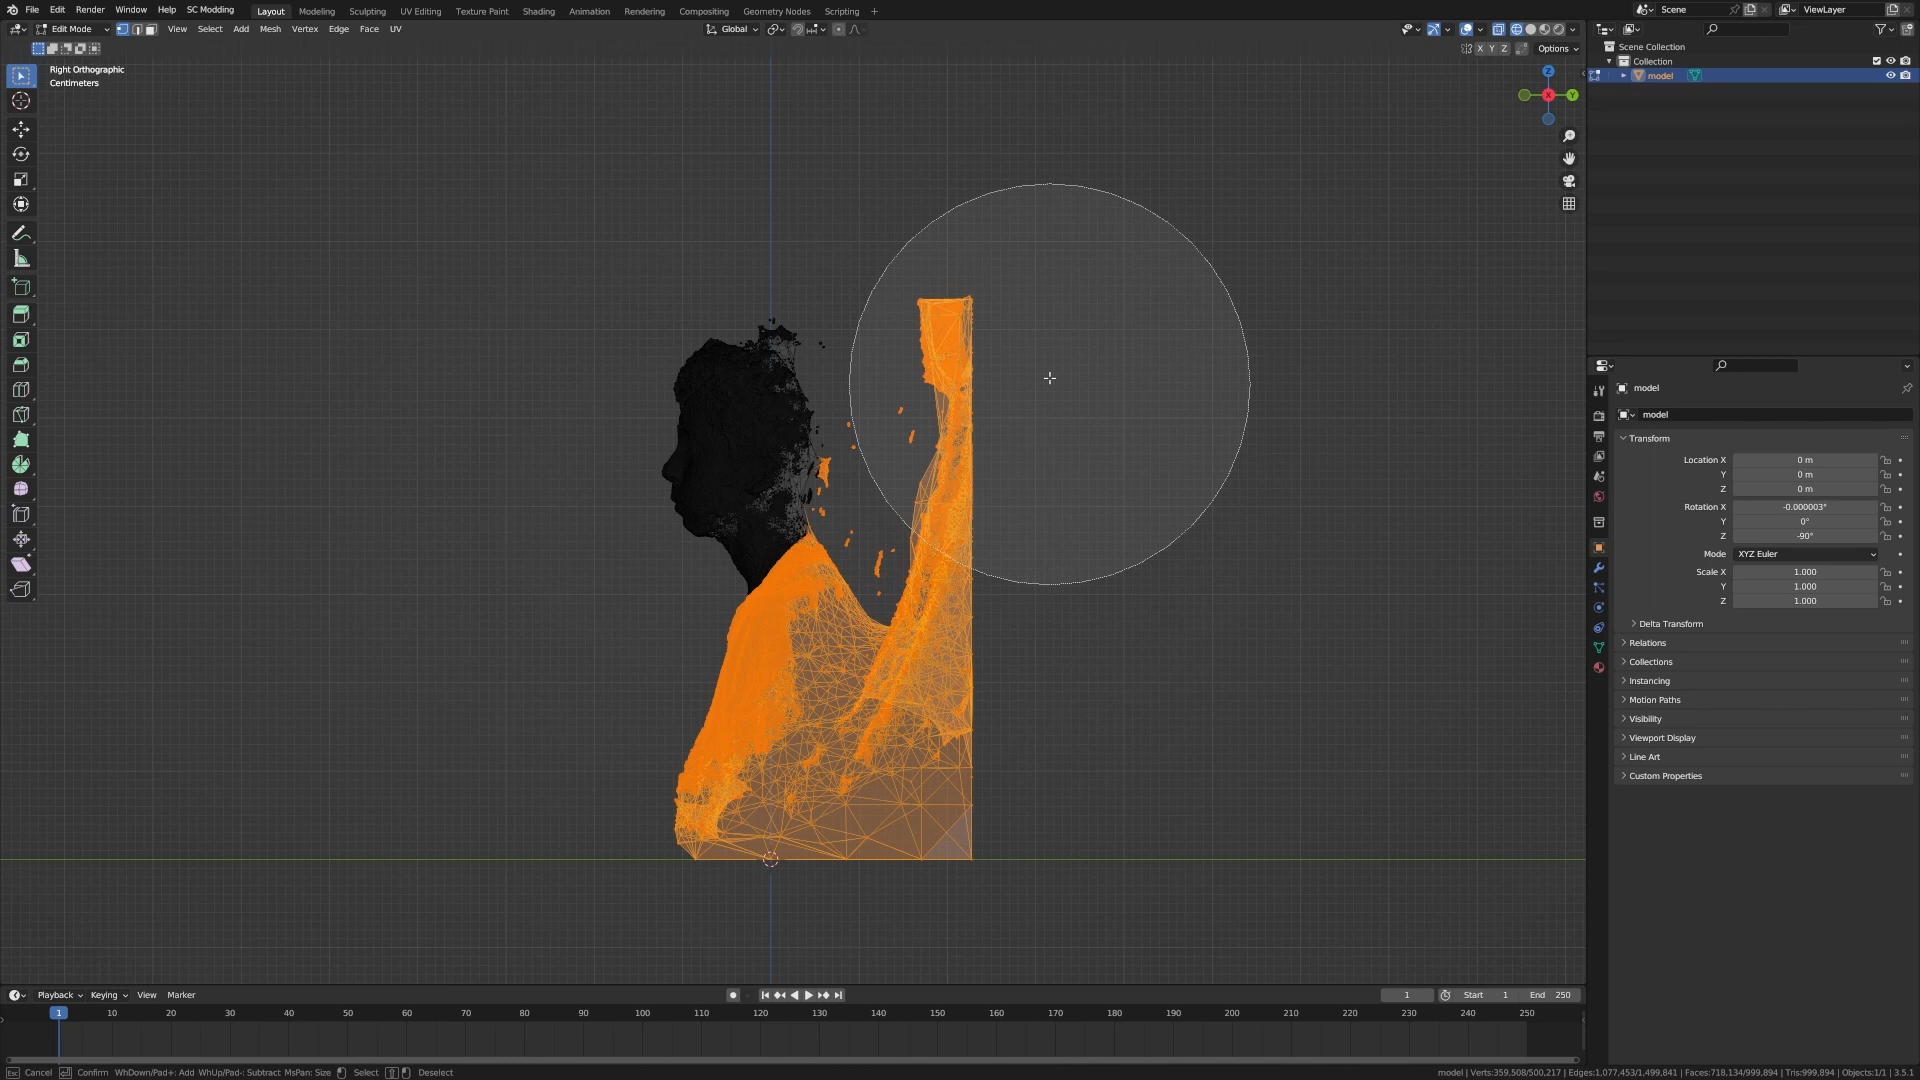 File Edit Render Window Help SC Modeling Layout Modeling Sculpting UV Editing Texture Paint Shading Animation Rendering Compositing Geometry Nodes Scripting + Scene ViewLayer
Edit Mode View Select Add Mesh Vertex Edge Face UV Global
X Y Z Options
Right Orthographic
Centimeters
Z
X Y
Scene Collection
Collection
model
model
model
Transform
Location X 0 m
Y 0 m
Z 0 m
Rotation X -0.000003°
Y 0°
Z -90°
Mode XYZ Euler
Scale X 1.000
Y 1.000
Z 1.000
Delta Transform
Relations
Collections
Instancing
Motion Paths
Visibility
Viewport Display
Line Art
Custom Properties
Playback Keying View Marker 1 Start 1 End 250
1 10 20 30 40 50 60 70 80 90 100 110 120 130 140 150 160 170 180 190 200 210 220 230 240 250
Esc Cancel Confirm WhDown/Pad+: Add WhUp/Pad-: Subtract MsPan: Size Select Deselect model | Verts:359,508/500,217 | Edges:1,077,453/1,499,841 | Faces:718,134/999,894 | Tris:999,894 | Objects:1/1 | 3.5.1